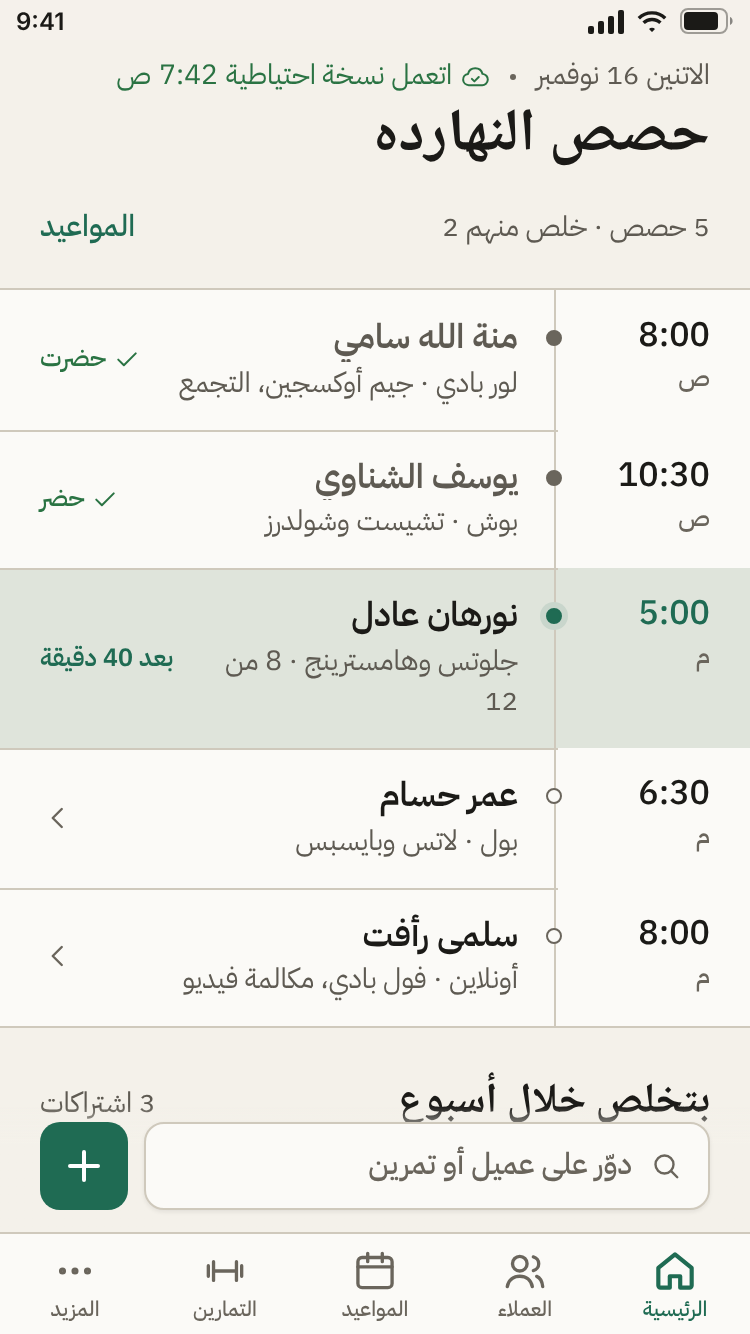 9:41
الاتنين 16 نوفمبر • اتعمل نسخة احتياطية 7:42 ص
حصص النهارده
5 حصص · خلص منهم 2
المواعيد
8:00 ص
منة الله سامي
لور بادي · جيم أوكسجين، التجمع
حضرت
10:30 ص
يوسف الشناوي
بوش · تشيست وشولدرز
حضر
5:00 م
نورهان عادل
جلوتس وهامسترينج · 8 من
12
بعد 40 دقيقة
6:30 م
عمر حسام
بول · لاتس وبايسبس
8:00 م
سلمى رأفت
أونلاين · فول بادي، مكالمة فيديو
بتخلص خلال أسبوع
3 اشتراكات
دوّر على عميل أو تمرين
الرئيسية
العملاء
المواعيد
التمارين
المزيد